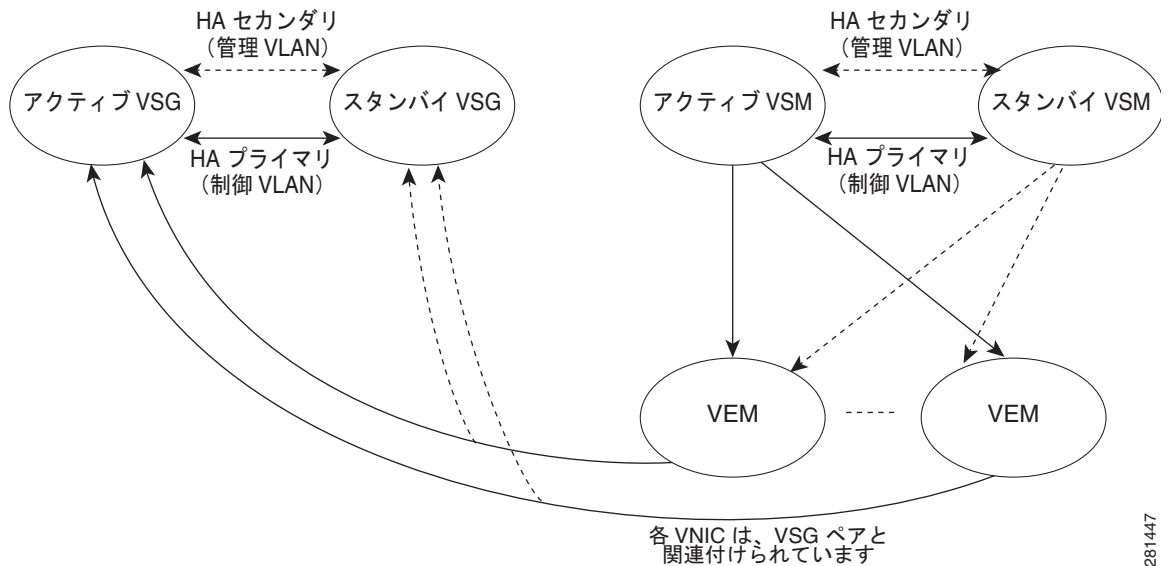 HA セカンダリ
（管理 VLAN）
HA セカンダリ
（管理 VLAN）
アクティブ VSG
スタンバイ VSG
アクティブ VSM
スタンバイ VSM
HA プライマリ
（制御 VLAN）
HA プライマリ
（制御 VLAN）
VEM
VEM
各 VNIC は、VSG ペアと
関連付けられています
281447